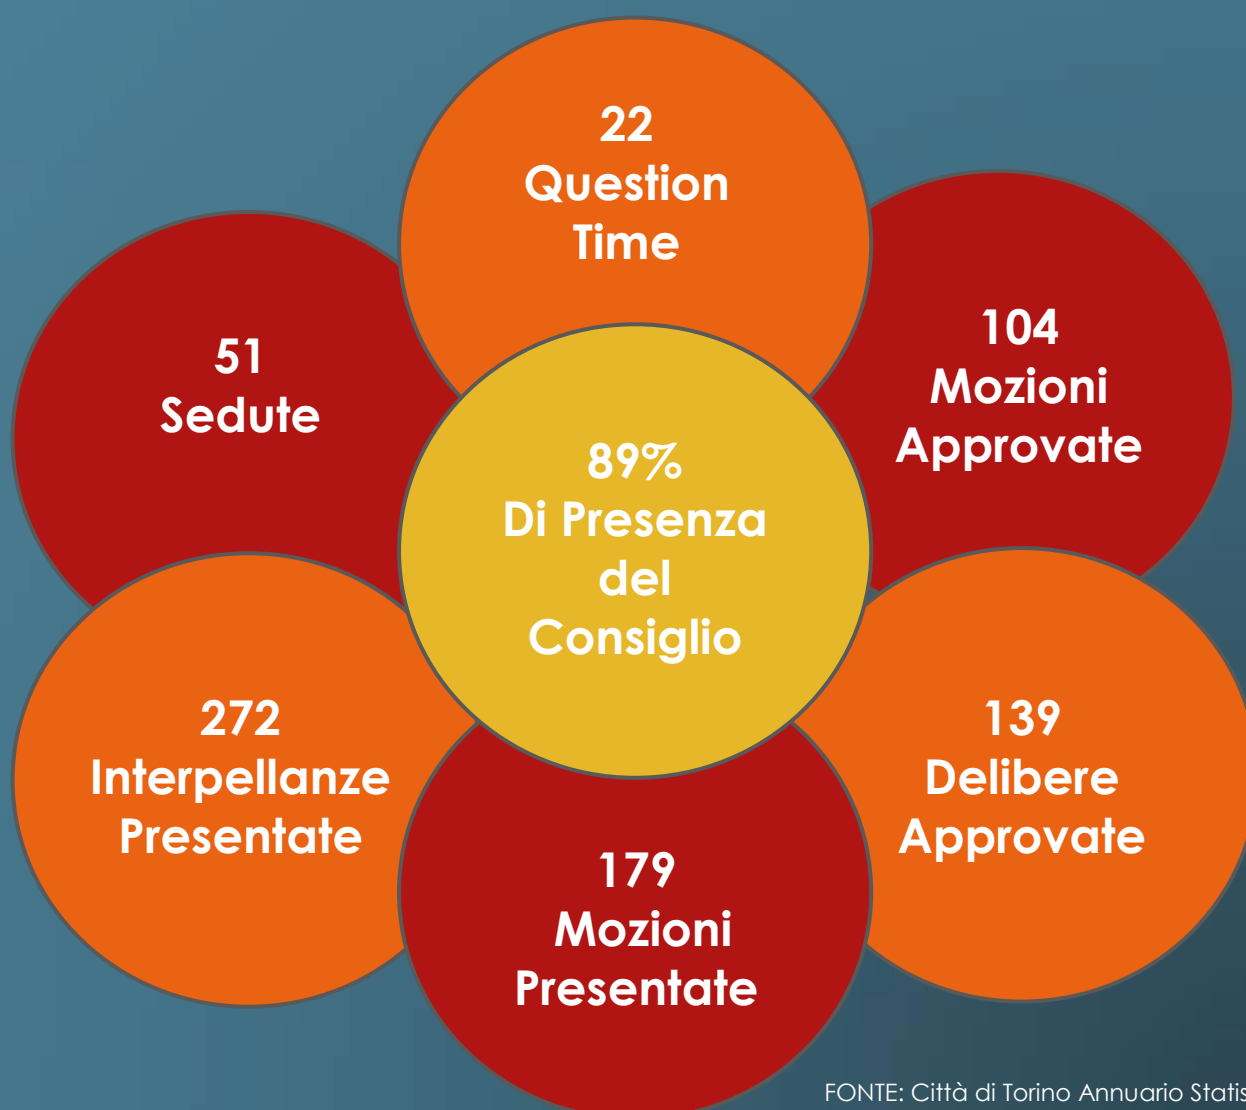 22
Question
Time
51
Sedute
104
Mozioni
Approvate
89%
Di Presenza
del
Consiglio
272
Interpellanze
Presentate
139
Delibere
Approvate
179
Mozioni
Presentate
FONTE: Città di Torino Annuario Statis